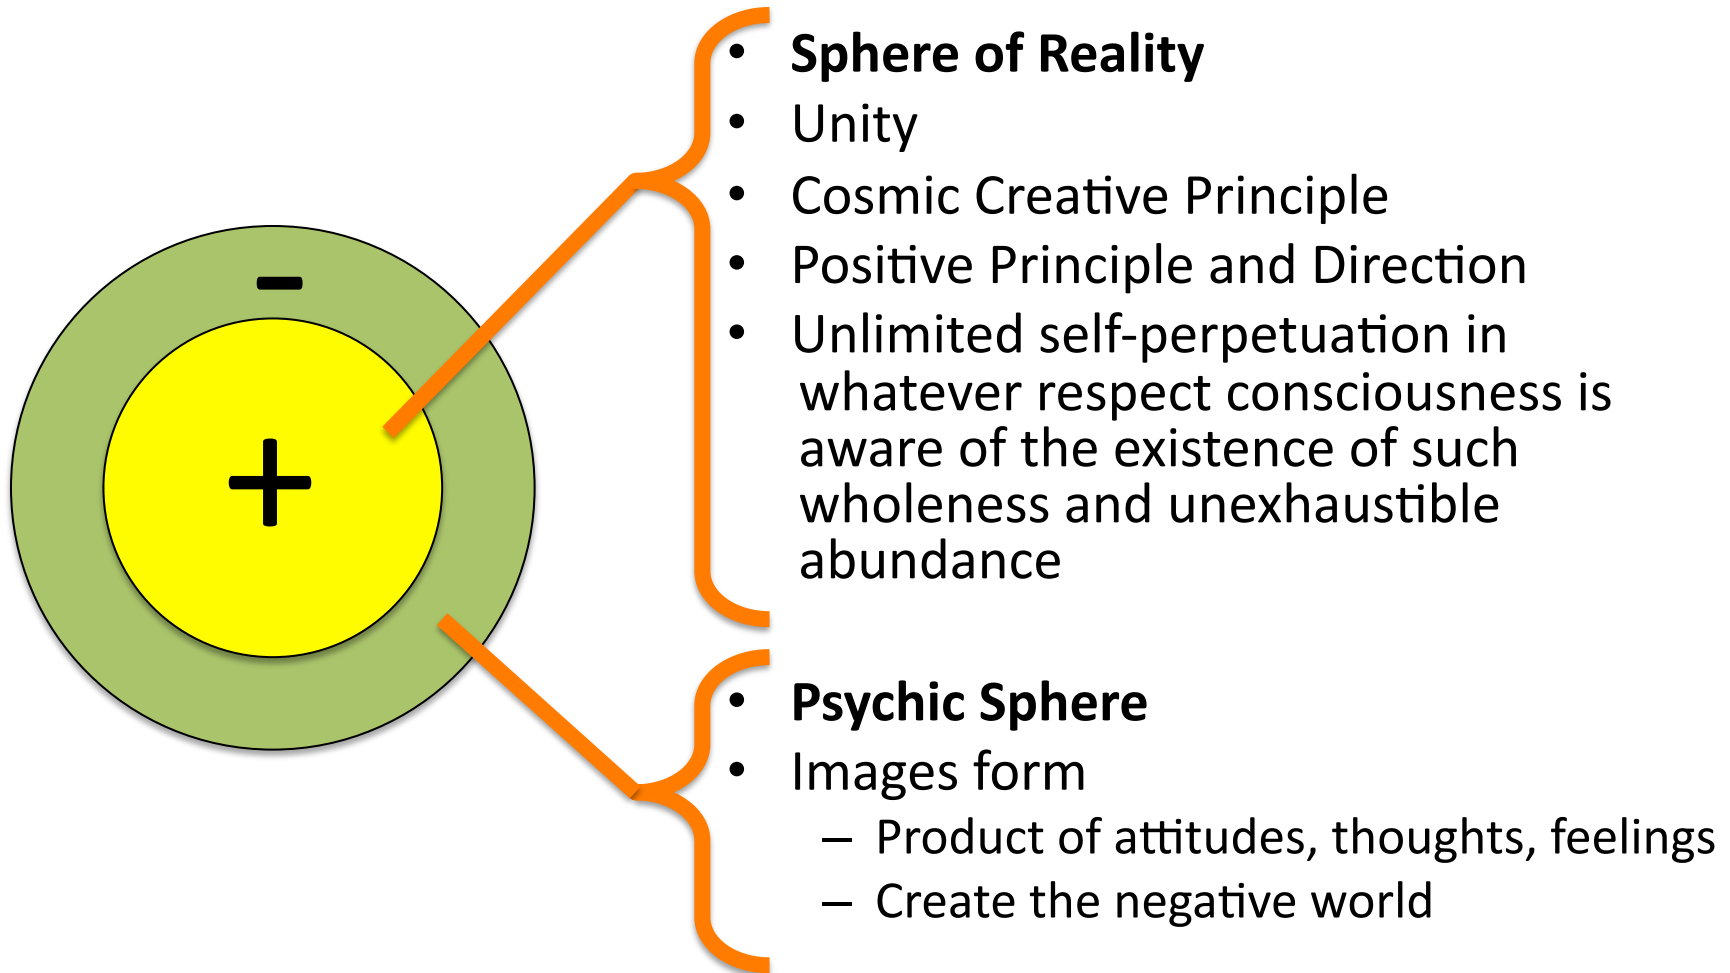 -
+
• Sphere of Reality
• Unity
• Cosmic Creative Principle
• Positive Principle and Direction
• Unlimited self-perpetuation in
whatever respect consciousness is
aware of the existence of such
wholeness and unexhaustible
abundance
• Psychic Sphere
• Images form
– Product of attitudes, thoughts, feelings
– Create the negative world